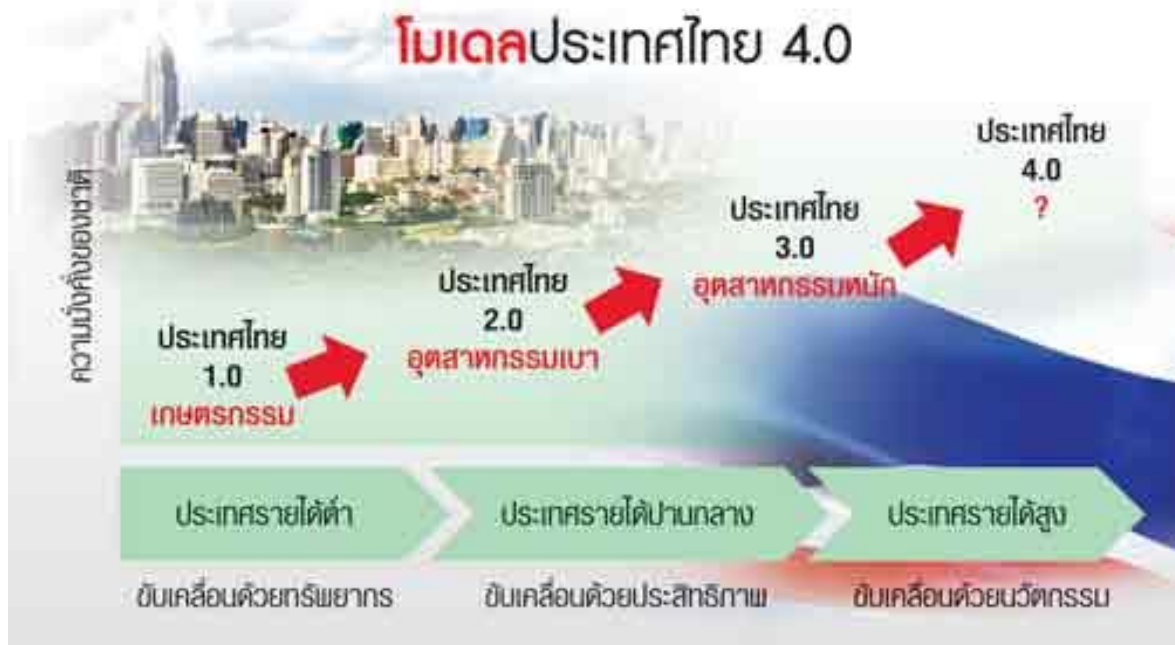 โมเดลประเทศไทย 4.0
ความมั่งคั่งของชาติ
ประเทศไทย
1.0
เกษตรกรรม
ประเทศไทย
2.0
อุตสาหกรรมเบา
ประเทศไทย
3.0
อุตสาหกรรมหนัก
ประเทศไทย
4.0
?
ประเทศรายได้ต่ำ
ประเทศรายได้ปานกลาง
ประเทศรายได้สูง
ขับเคลื่อนด้วยทรัพยากร
ขับเคลื่อนด้วยประสิทธิภาพ
ขับเคลื่อนด้วยนวัตกรรม